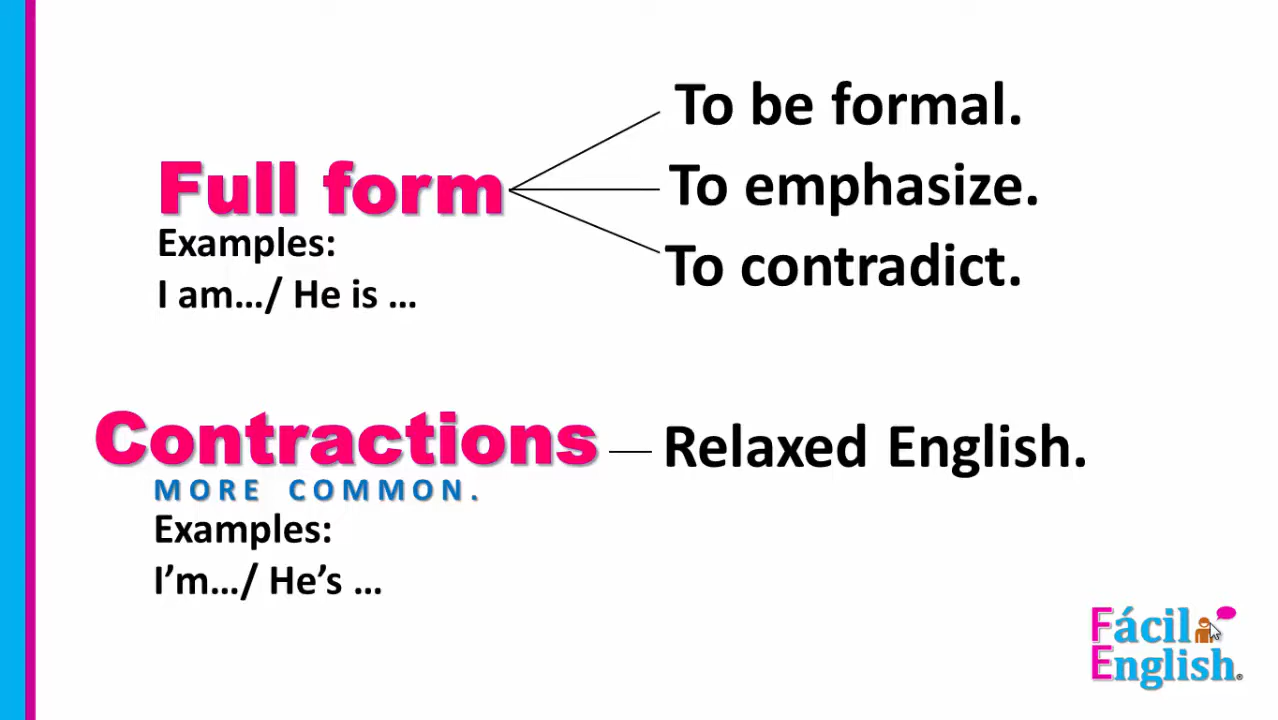 To be formal.
Full form
To emphasize.
Examples:
To contradict.
I am.../ He is ...
Contractions
Relaxed English.
MORE COMMON.
Examples:
I’m.../ He’s ...
Fácil
English.®